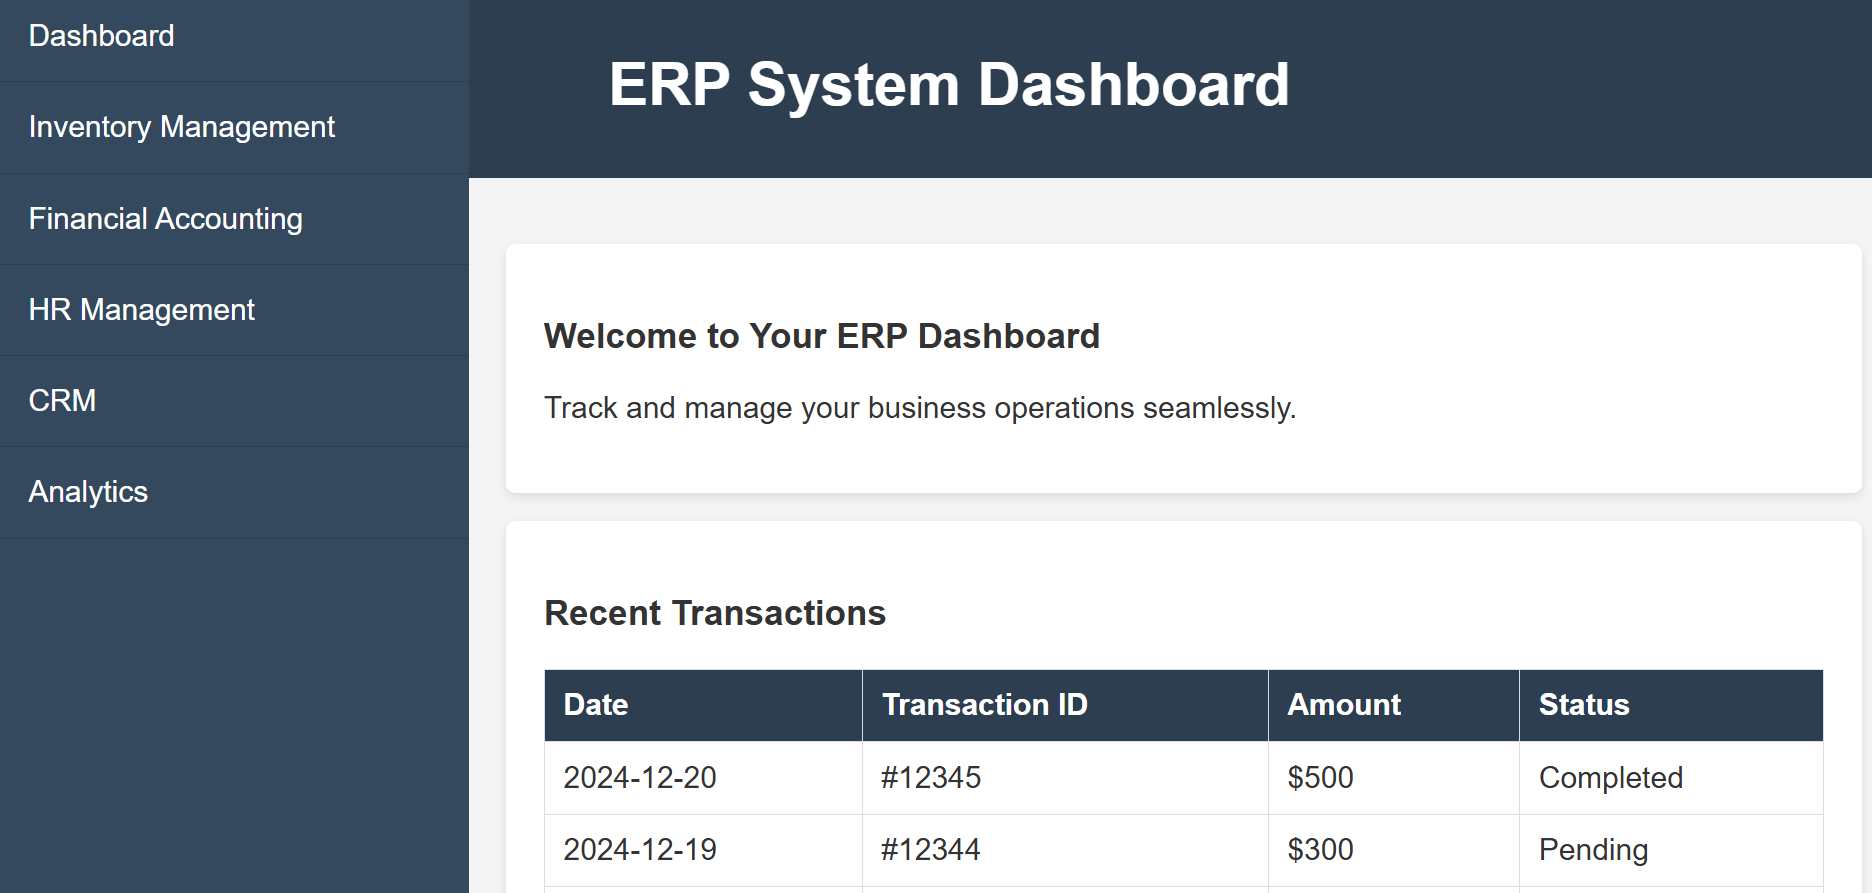 Dashboard
Inventory Management
Financial Accounting
HR Management
CRM
Analytics
ERP System Dashboard
Welcome to Your ERP Dashboard
Track and manage your business operations seamlessly.
Recent Transactions
Date Transaction ID Amount Status
2024-12-20 #12345 $500 Completed
2024-12-19 #12344 $300 Pending